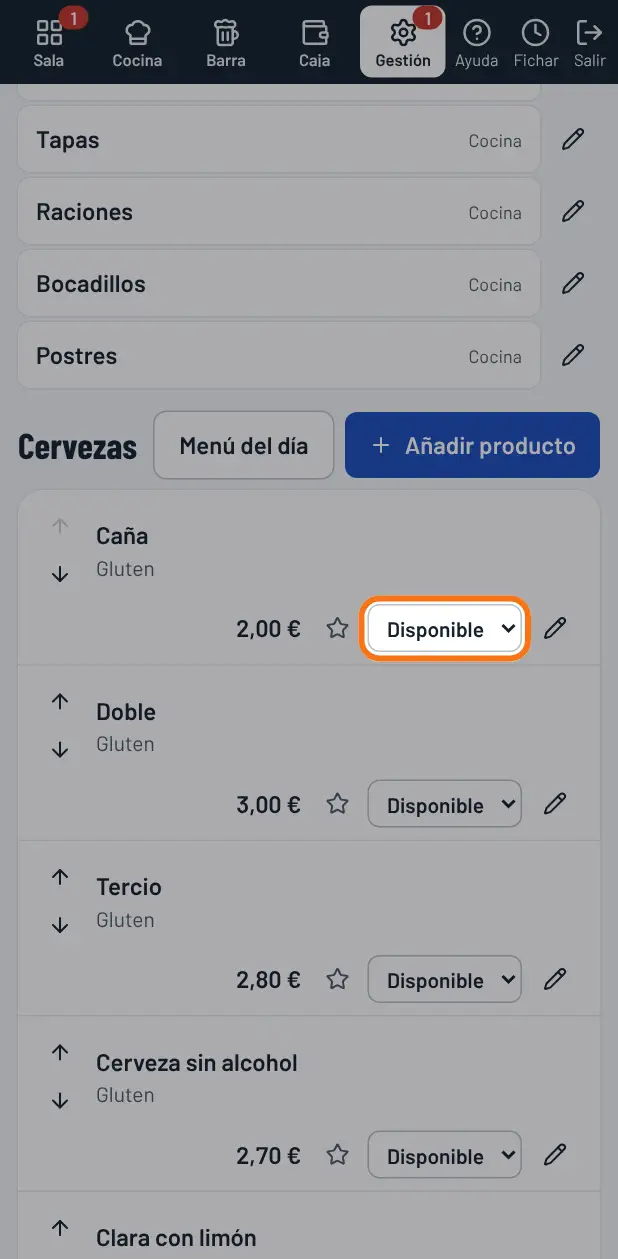 1
1
Sala
Cocina
Barra
Caja
Gestión
Ayuda
Fichar
Salir
Tapas
Cocina
Raciones
Cocina
Bocadillos
Cocina
Postres
Cocina
Cervezas
Menú del día
+ Añadir producto
Caña
Gluten
2,00 €
Disponible
Doble
Gluten
3,00 €
Disponible
Tercio
Gluten
2,80 €
Disponible
Cerveza sin alcohol
Gluten
2,70 €
Disponible
Clara con limón